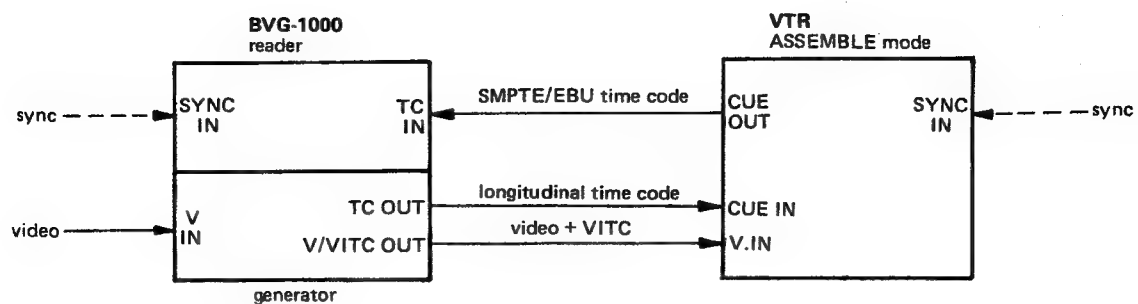 BVG-1000
reader
VTR
ASSEMBLE mode
sync
SYNC
IN
TC
IN
SMPTE/EBU time code
CUE
OUT
SYNC
IN
sync
video
V
IN
TC OUT
V/VITC OUT
longitudinal time code
video + VITC
CUE IN
V.IN
generator